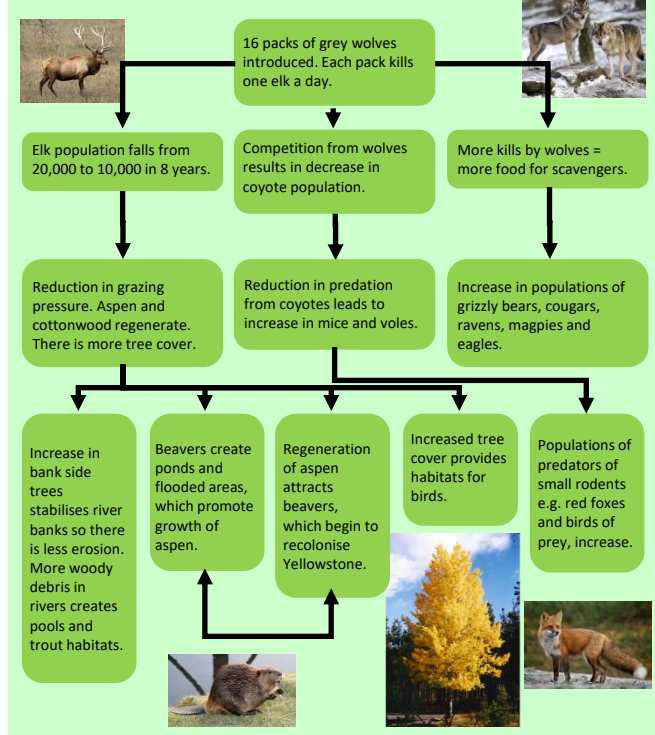 16 packs of grey wolves
introduced. Each pack kills
one elk a day.
Elk population falls from
20,000 to 10,000 in 8 years.
Competition from wolves
results in decrease in
coyote population.
More kills by wolves =
more food for scavengers.
Reduction in grazing
pressure. Aspen and
cottonwood regenerate.
There is more tree cover.
Reduction in predation
from coyotes leads to
increase in mice and voles.
Increase in populations of
grizzly bears, cougars,
ravens, magpies and
eagles.
Increase in
bank side
trees
stabilises river
banks so there
is less erosion.
More woody
debris in
rivers creates
pools and
trout habitats.
Beavers create
ponds and
flooded areas,
which promote
growth of
aspen.
Regeneration
of aspen
attracts
beavers,
which begin to
recolonise
Yellowstone.
Increased tree
cover provides
habitats for
birds.
Populations of
predators of
small rodents
e.g. red foxes
and birds of
prey, increase.